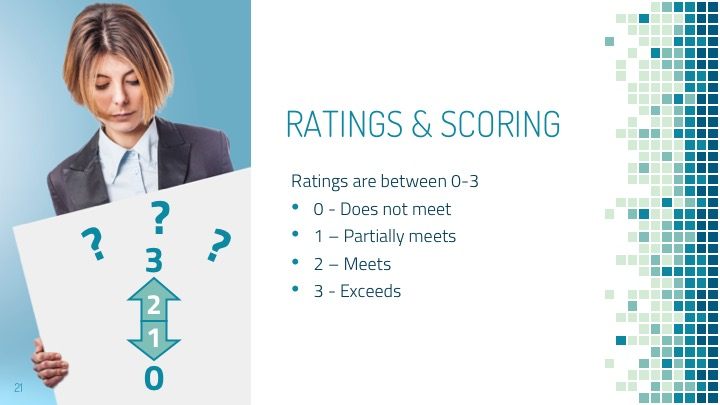 RATINGS & SCORING
Ratings are between 0-3
• 0 - Does not meet
• 1 – Partially meets
• 2 – Meets
• 3 - Exceeds
?
? ?
3
2
1
0
21